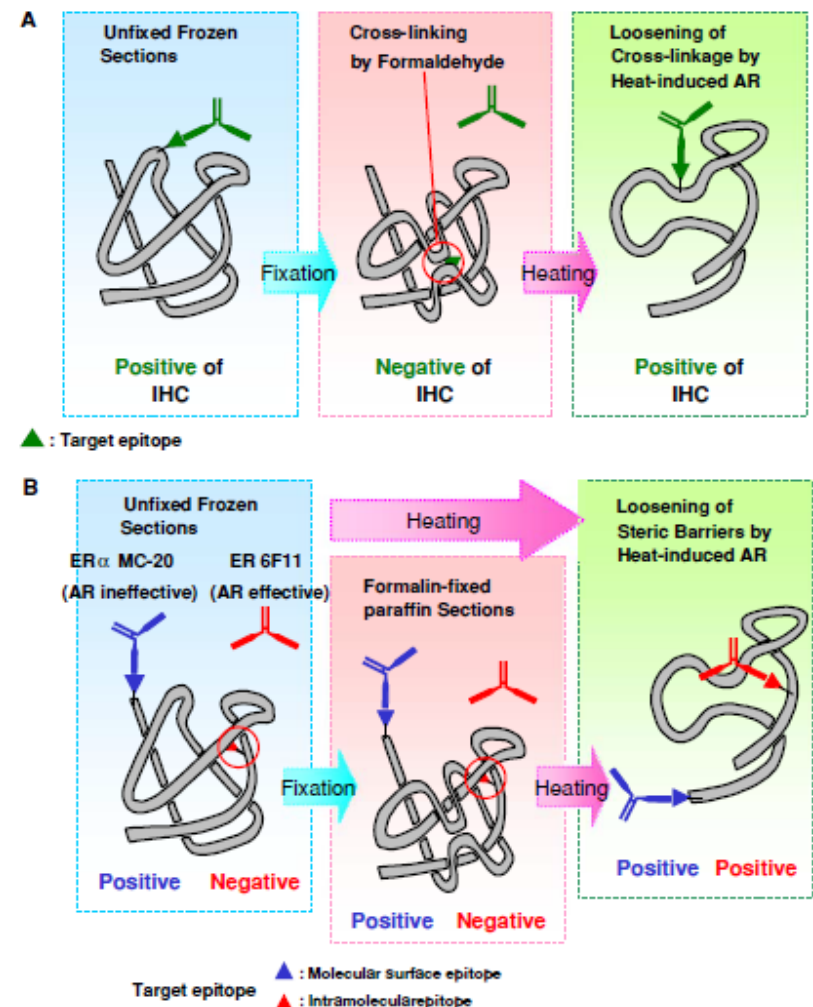 A
Unfixed Frozen
Sections
Cross-linking
by Formaldehyde
Loosening of
Cross-linkage by
Heat-induced AR
Fixation
Heating
Positive of
IHC
Negative of
IHC
Positive of
IHC
: Target epitope
B
Unfixed Frozen
Sections
ERα MC-20
(AR ineffective)
ER 6F11
(AR effective)
Heating
Formalin-fixed
paraffin Sections
Loosening of
Steric Barriers by
Heat-induced AR
Fixation
Heating
Positive Negative
Positive Negative
Positive Positive
Target epitope
: Molecular surface epitope
: Intramolecularepitope